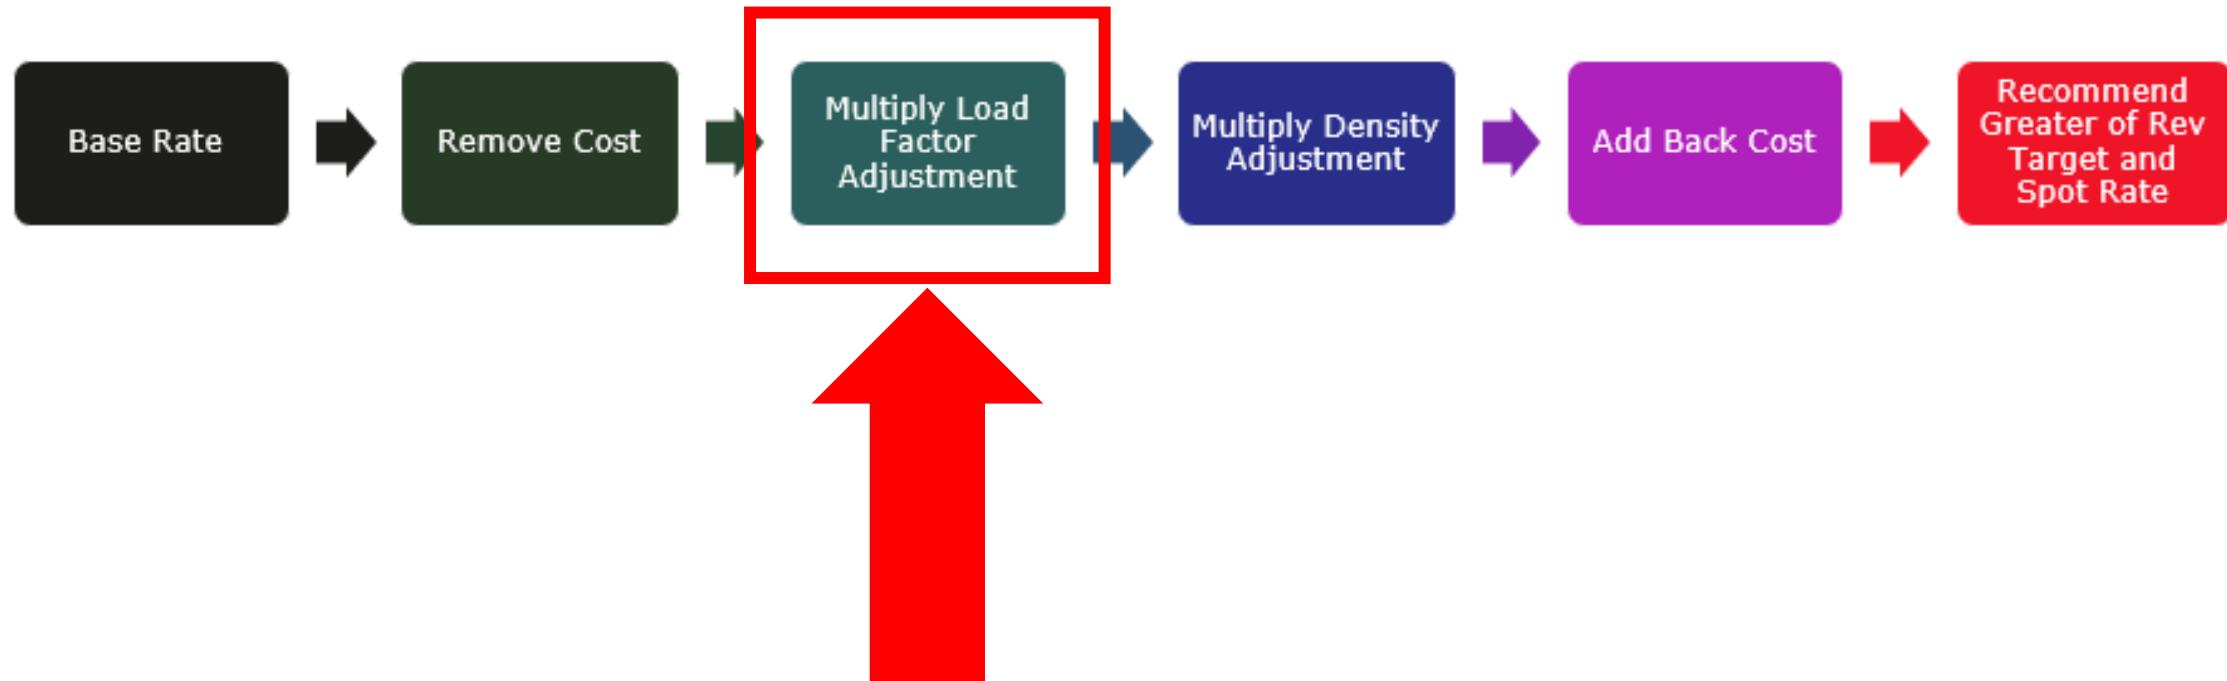 Base Rate
Remove Cost
Multiply Load
Factor
Adjustment
Multiply Density
Adjustment
Add Back Cost
Recommend
Greater of Rev
Target and
Spot Rate